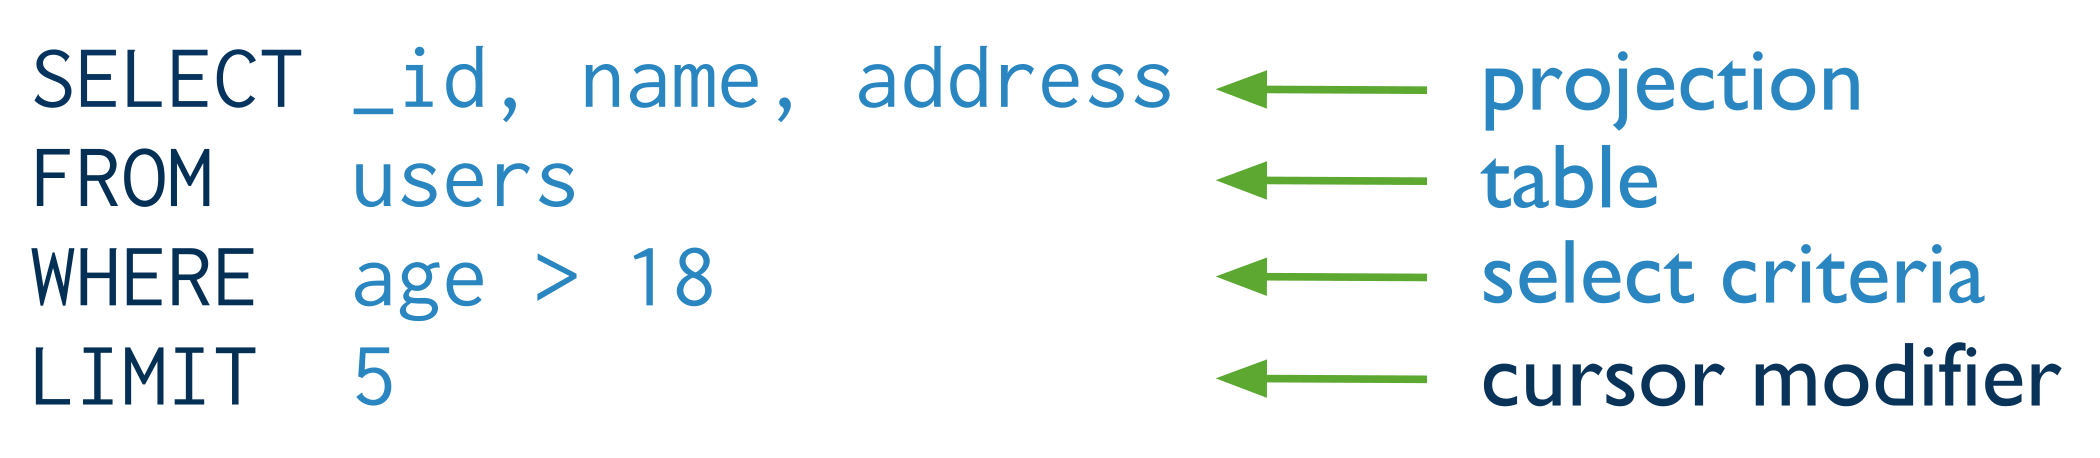 SELECT _id, name, address projection
FROM users table
WHERE age > 18 select criteria
LIMIT 5 cursor modifier